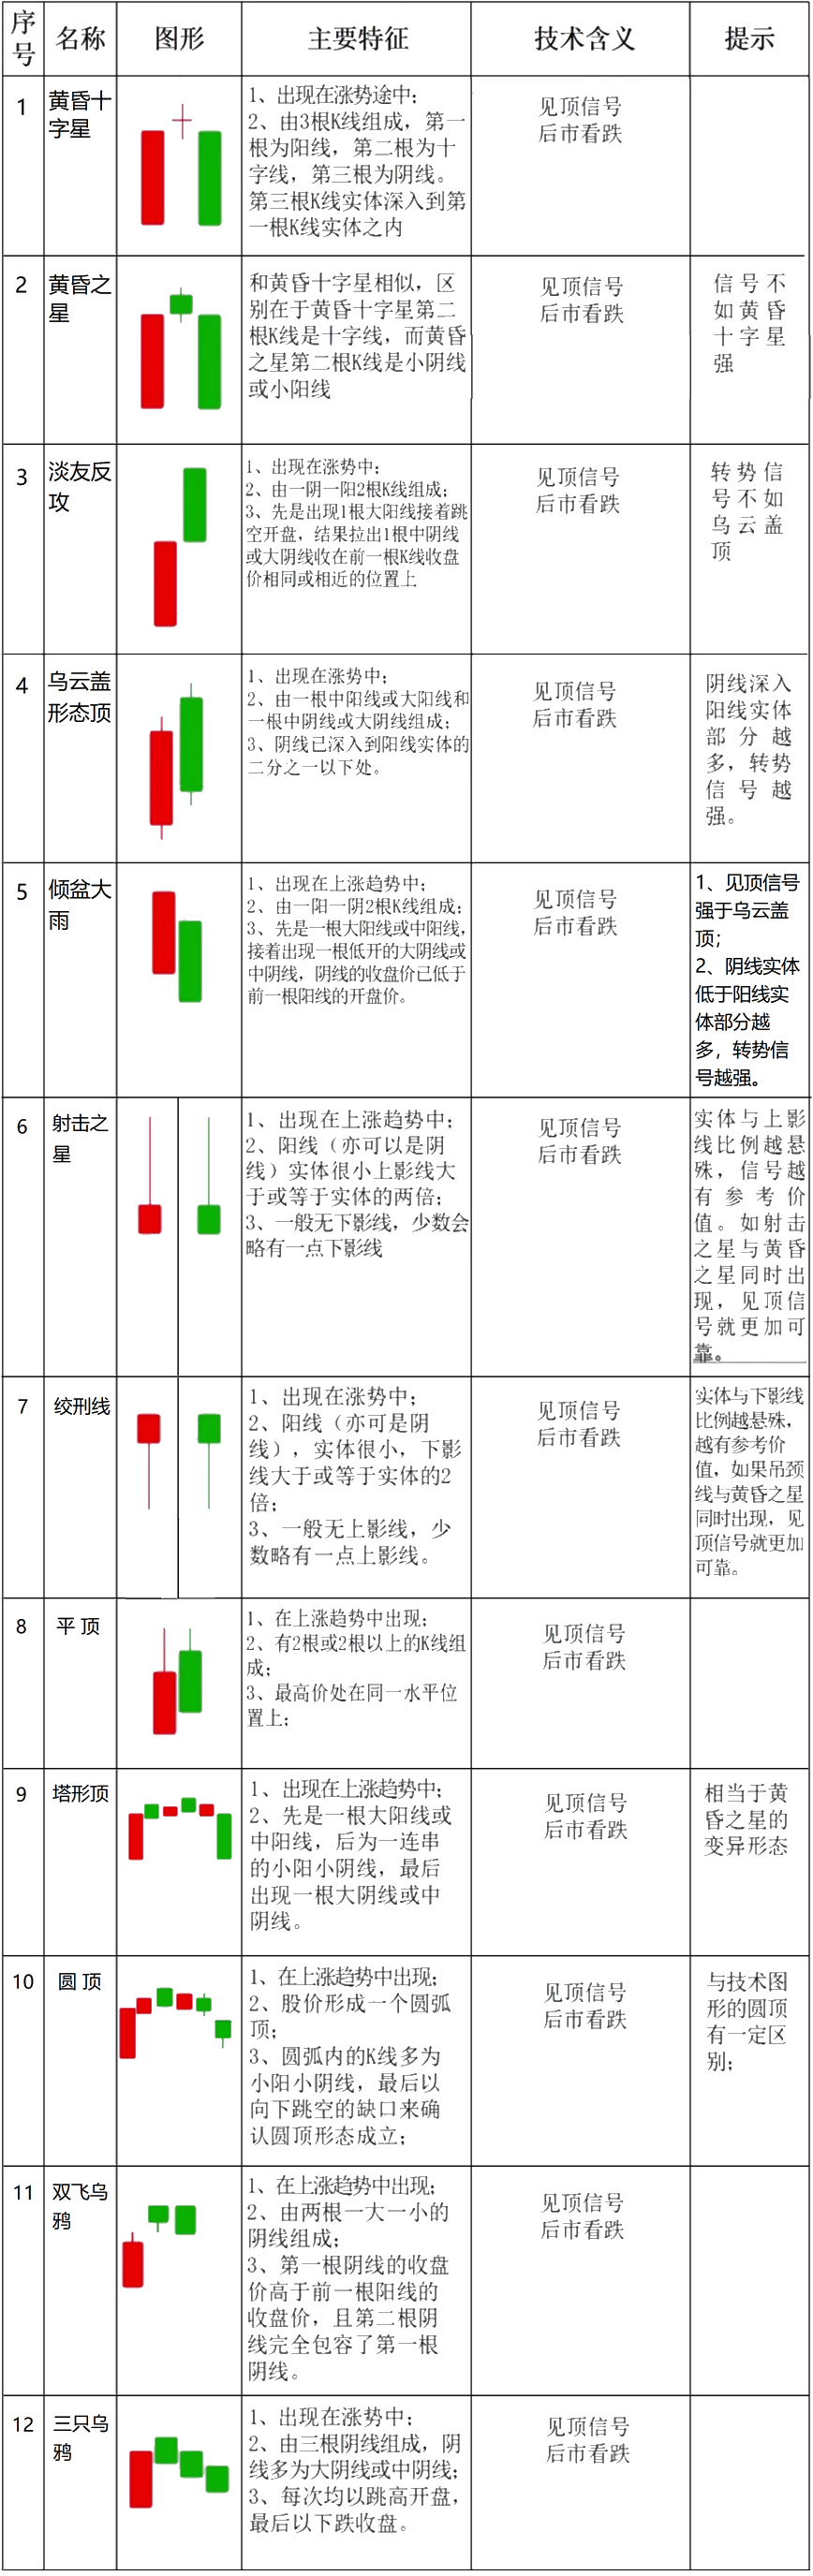 序号 名称 图形 主要特征 技术含义 提示
1
黄昏十
字星
1、出现在涨势途中；
2、由3根K线组成，第一
根为阳线，第二根为十
字线，第三根为阴线。
第三根K线实体深入到第
一根K线实体之内
见顶信号
后市看跌
2
黄昏之
星
和黄昏十字星相似，区
别在于黄昏十字星第二
根K线是十字线，而黄昏
之星第二根K线是小阴线
或小阳线
见顶信号
后市看跌
信号不
如黄昏
十字星
强
3
淡友反
攻
1、出现在涨势中；
2、由一阴一阳2根K线组成；
3、先是出现1根大阳线接着跳
空开盘，结果拉出1根中阴线
或大阴线收在前一根K线收盘
价相同或相近的位置上
见顶信号
后市看跌
转势信
号不如
乌云盖
顶
4
乌云盖
形态顶
1、出现在涨势中；
2、由一根中阳线或大阳线和
一根中阴线或大阴线组成；
3、阴线已深入到阳线实体的
二分之一以下处。
见顶信号
后市看跌
阴线深入
阳线实体
部分越
多，转势
信号越
强。
5
倾盆大
雨
1、出现在上涨趋势中；
2、由一阳一阴2根K线组成；
3、先是一根大阳线或中阳线，
接着出现一根低开的大阴线或
中阴线，阴线的收盘价已低于
前一根阳线的开盘价。
见顶信号
后市看跌
1、见顶信号
强于乌云盖
顶；
2、阴线实体
低于阳线实
体部分越
多，转势信
号越强。
6
射击之
星
1、出现在上涨趋势中；
2、阳线（亦可以是阴
线）实体很小上影线大
于或等于实体的两倍；
3、一般无下影线，少数会
略有一点下影线
见顶信号
后市看跌
实体与上影
线比例越悬
殊，信号越
有参考价
值。如射击
之星与黄昏
之星同时出
现，见顶信
号就更加可
靠。
7
绞刑线
1、出现在涨势中；
2、阳线（亦可是阴
线），实体很小，下影
线大于或等于实体的2
倍；
3、一般无上影线，少
数略有一点上影线。
见顶信号
后市看跌
实体与下影线
比例越悬殊，
越有参考价
值，如果吊颈
线与黄昏之星
同时出现，见
顶信号就更加
可靠。
8
平 顶
1、在上涨趋势中出现；
2、有2根或2根以上的K线组
成；
3、最高价处在同一水平位
置上；
见顶信号
后市看跌
9
塔形顶
1、出现在上涨趋势中；
2、先是一根大阳线或
中阳线，后为一连串
的小阳小阴线，最后
出现一根大阴线或中
阴线。
见顶信号
后市看跌
相当于黄
昏之星的
变异形态
10
圆 顶
1、在上涨趋势中出现；
2、股价形成一个圆弧
顶；
3、圆弧内的K线多为
小阳小阴线，最后以
向下跳空的缺口来确
认圆顶形态成立；
见顶信号
后市看跌
与技术图
形的圆顶
有一定区
别；
11
双飞乌
鸦
1、在上涨趋势中出现；
2、由两根一大一小的
阴线组成；
3、第一根阴线的收盘
价高于前一根阳线的
收盘价，且第二根阴
线完全包容了第一根
阴线。
见顶信号
后市看跌
12
三只乌
鸦
1、出现在涨势中；
2、由三根阴线组成，阴
线多为大阴线或中阴线；
3、每次均以跳高开盘，
最后以下跌收盘。
见顶信号
后市看跌